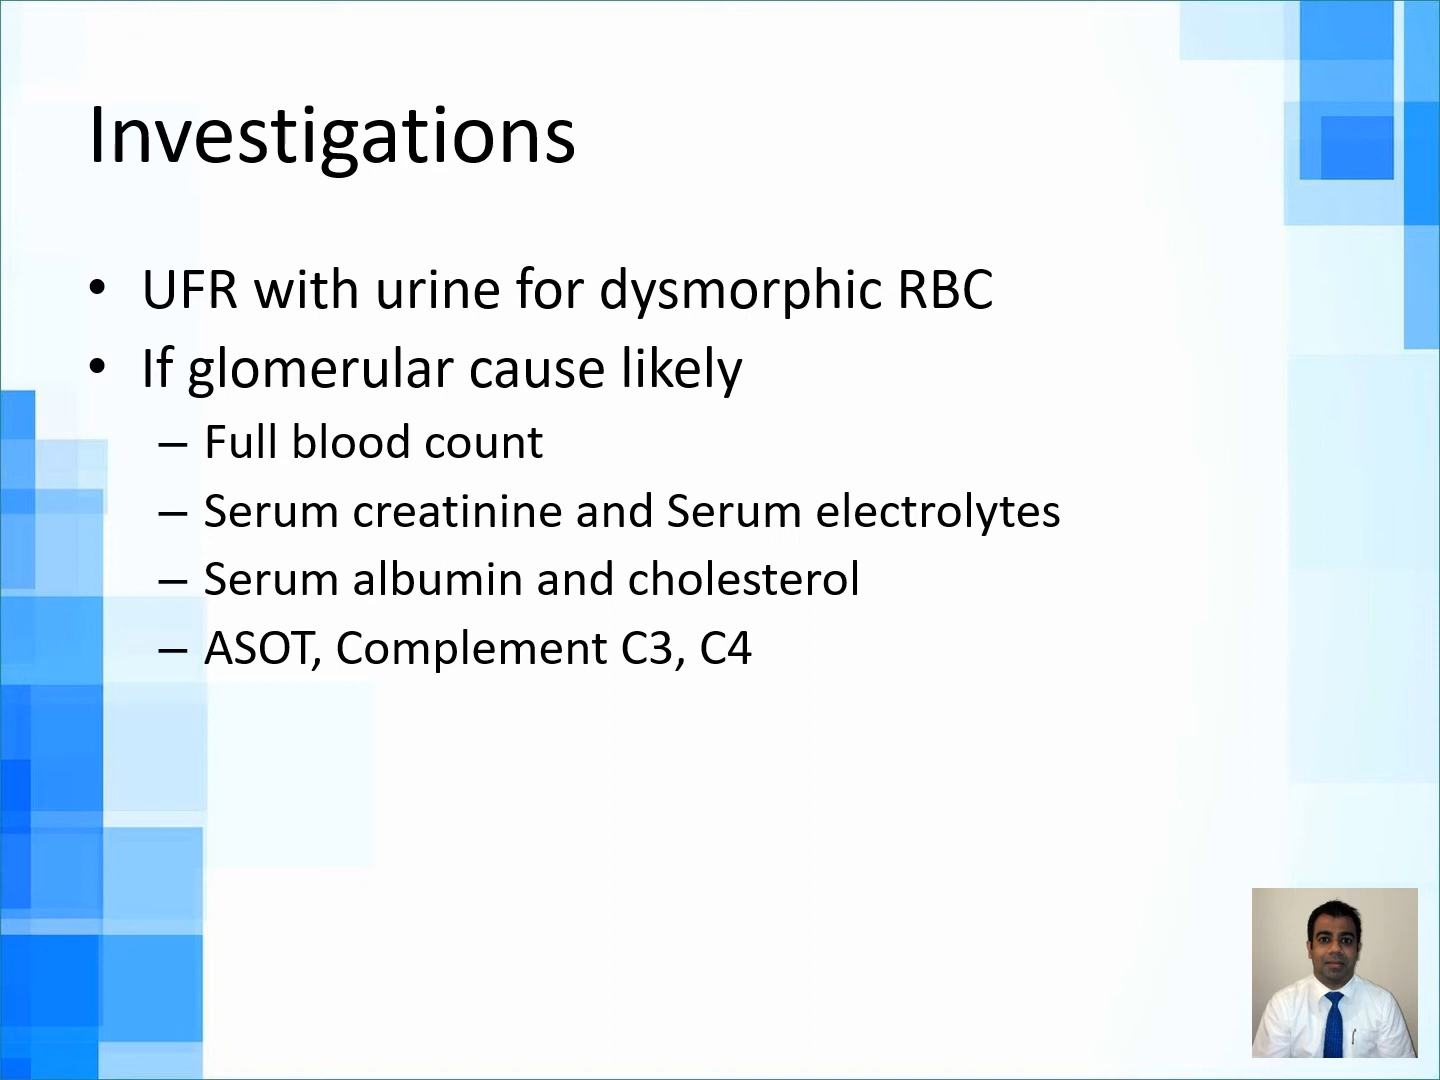 Investigations
• UFR with urine for dysmorphic RBC
• If glomerular cause likely
– Full blood count
– Serum creatinine and Serum electrolytes
– Serum albumin and cholesterol
– ASOT, Complement C3, C4